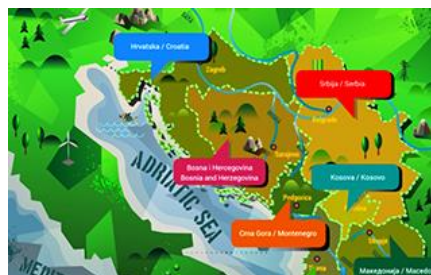 Hrvatska / Croatia
Zagreb
Srbija / Serbia
Belgrade
Bosna i Hercegovina
Bosnia and Herzegovina
Sarajevo
Kosova / Kosovo
ADRIATIC SEA
Podgorica
Crna Gora / Montenegro
Skopje
Македонија / Macedo